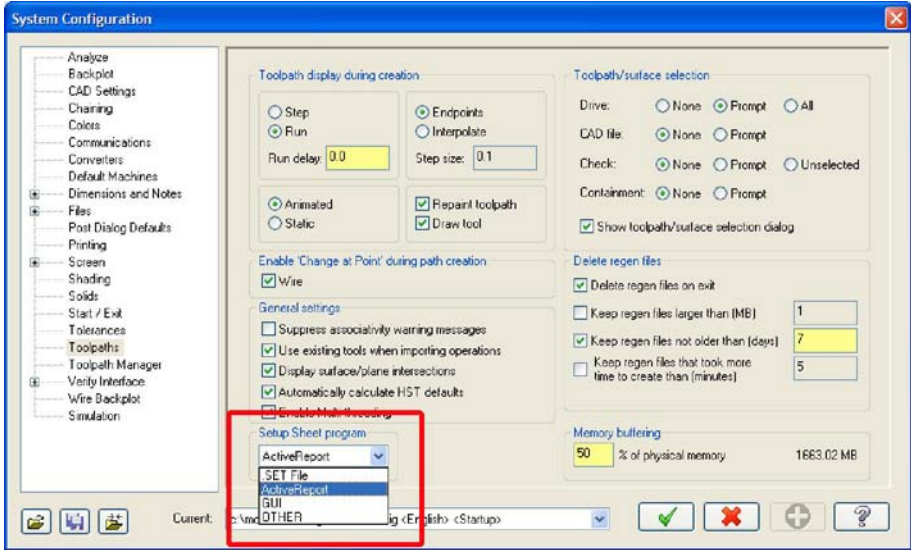 System Configuration
Analyze
Backplot
CAD Settings
Chaining
Colors
Communications
Converters
Default Machines
Dimensions and Notes
Files
Post Dialog Defaults
Printing
Screen
Shading
Solids
Start / Exit
Tolerances
Toolpaths
Toolpath Manager
Verify Interface
Wire Backplot
Simulation
Toolpath display during creation
Step
Run
Run delay: 0.0
Endpoints
Interpolate
Step size: 0.1
Animated
Static
Repaint toolpath
Draw tool
Enable 'Change at Point' during path creation
Wire
General settings
Suppress associativity warning messages
Use existing tools when importing operations
Display surface/plane intersections
Automatically calculate HST defaults
Enable Multi-threading
Setup Sheet program
ActiveReport
.SET File
ActiveReport
GUI
OTHER
Toolpath/surface selection
Drive: None Prompt All
CAD file: None Prompt
Check: None Prompt Unselected
Containment: None Prompt
Show toolpath/surface selection dialog
Delete regen files
Delete regen files on exit
Keep regen files larger than (MB) 1
Keep regen files not older than (days) 7
Keep regen files that took more
time to create than (minutes) 5
Memory buffering
50 % of physical memory 1663.02 MB
Current: ig <English> <Startup>